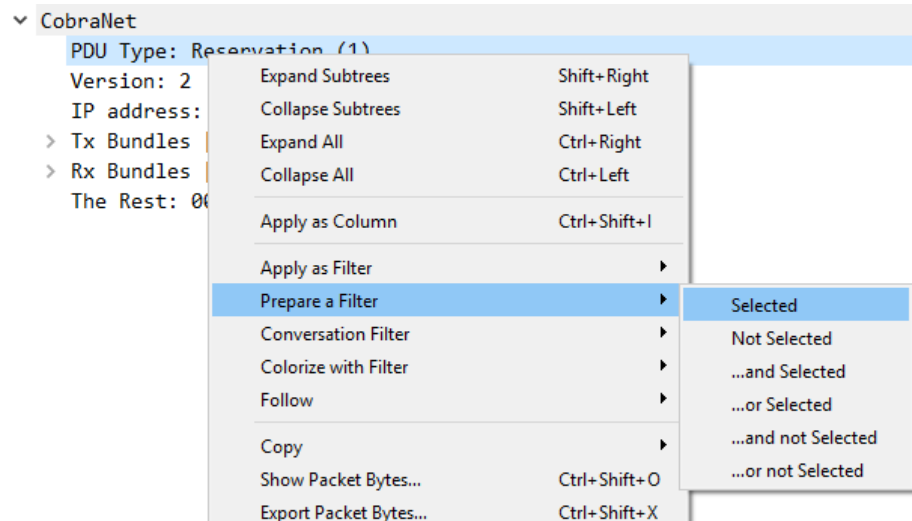 CobraNet
PDU Type: Reservation (1)
Version: 2
IP address:
Tx Bundles
Rx Bundles
The Rest: 00
Expand Subtrees Shift+Right
Collapse Subtrees Shift+Left
Expand All Ctrl+Right
Collapse All Ctrl+Left
Apply as Column Ctrl+Shift+I
Apply as Filter
Prepare a Filter
Conversation Filter
Colorize with Filter
Follow
Copy
Show Packet Bytes... Ctrl+Shift+O
Export Packet Bytes... Ctrl+Shift+X
Selected
Not Selected
...and Selected
...or Selected
...and not Selected
...or not Selected